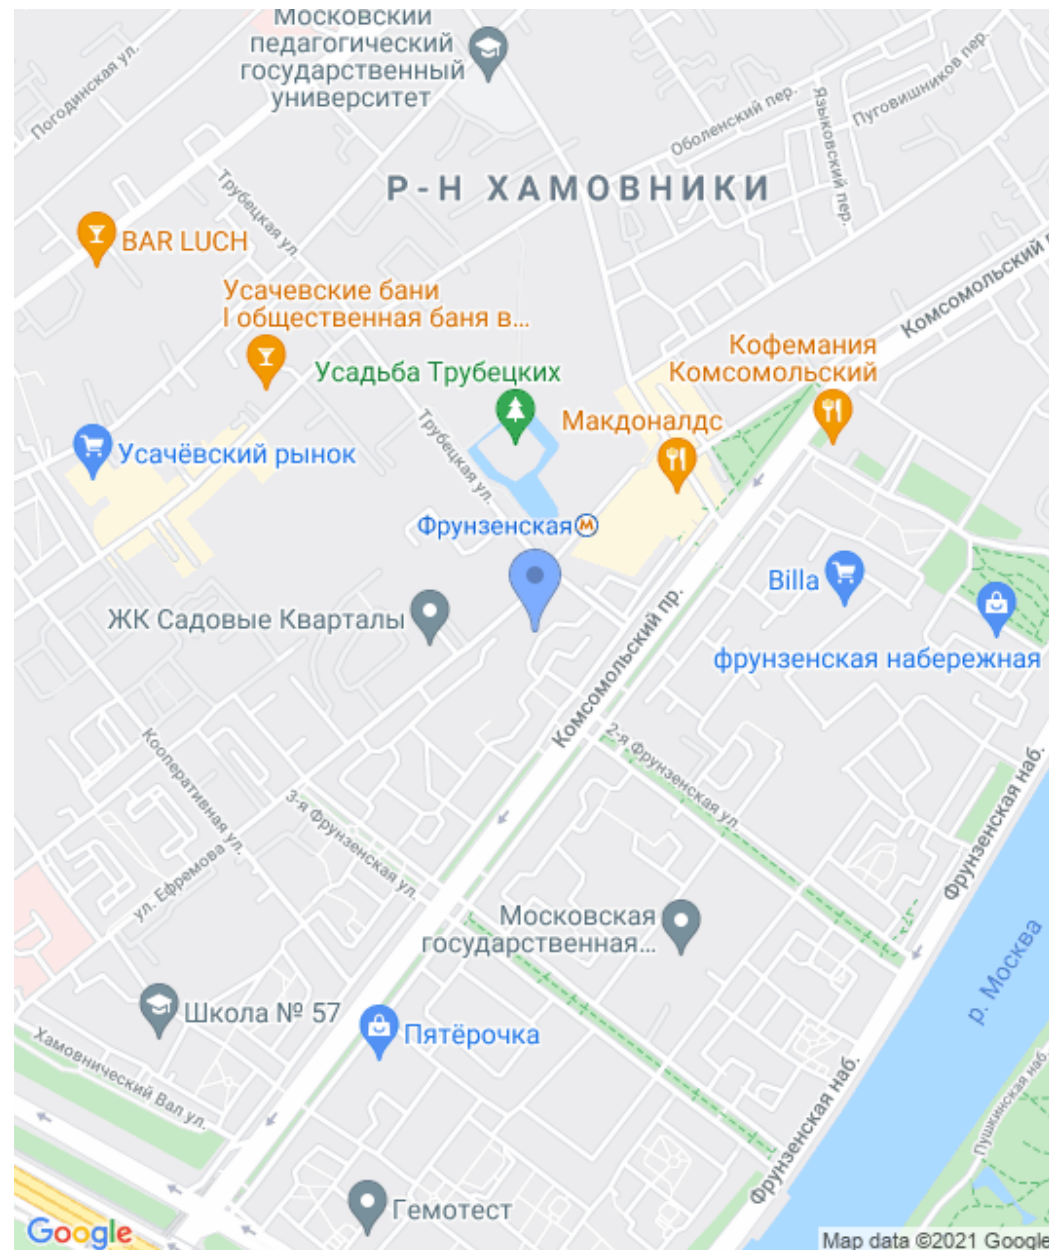 Московский
педагогический
государственный
университет
Погодинская ул.
Оболенский пер.
Языковский пер.
Пуговишников пер.
Трубецкая ул.
Р-Н ХАМОВНИКИ
BAR LUCH
Комсомольский
Усачевские бани
I общественная баня в...
Усадьба Трубецких
Кофемания
Комсомольский
Макдоналдс
Трубецкая ул.
Усачёвский рынок
Фрунзенская
М
Billa
ЖК Садовые Кварталы
Комсомольский пр.
фрунзенская набережная
2-я Фрунзенская ул.
Кооперативная ул.
3-я Фрунзенская ул.
Фрунзенская наб.
ул. Ефремова
Московская
государственная...
р. Москва
Школа № 57
Пятёрочка
Хамовнический Вал ул.
Фрунзенская наб.
Пушкинская наб.
Гемотест
Google
Map data ©2021 Google